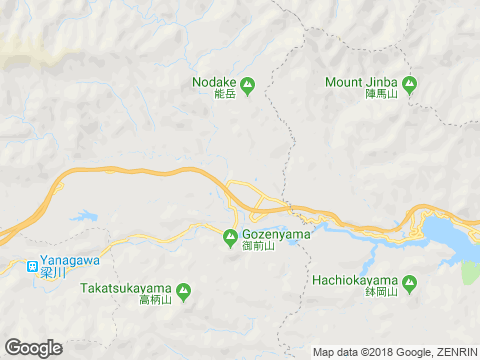 Nodake
能岳
Mount Jinba
陣馬山
Gozenyama
御前山
Yanagawa
梁川
Takatsukayama
高柄山
Hachiokayama
鉢岡山
Google
Map data ©2018 Google, ZENRIN